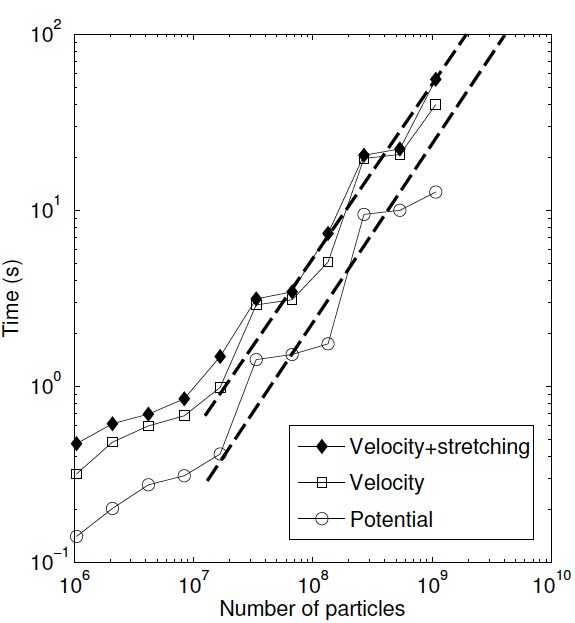 10^2
10^1
10^0
10^-1
Time (s)
Velocity+stretching
Velocity
Potential
10^6 10^7 10^8 10^9 10^10
Number of particles